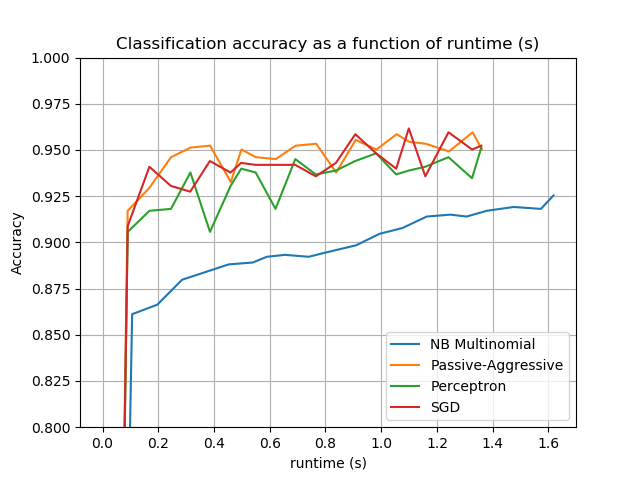 Classification accuracy as a function of runtime (s)
1.000
0.975
0.950
0.925
0.900
0.875
0.850
0.825
0.800
Accuracy
NB Multinomial
Passive-Aggressive
Perceptron
SGD
0.0 0.2 0.4 0.6 0.8 1.0 1.2 1.4 1.6
runtime (s)